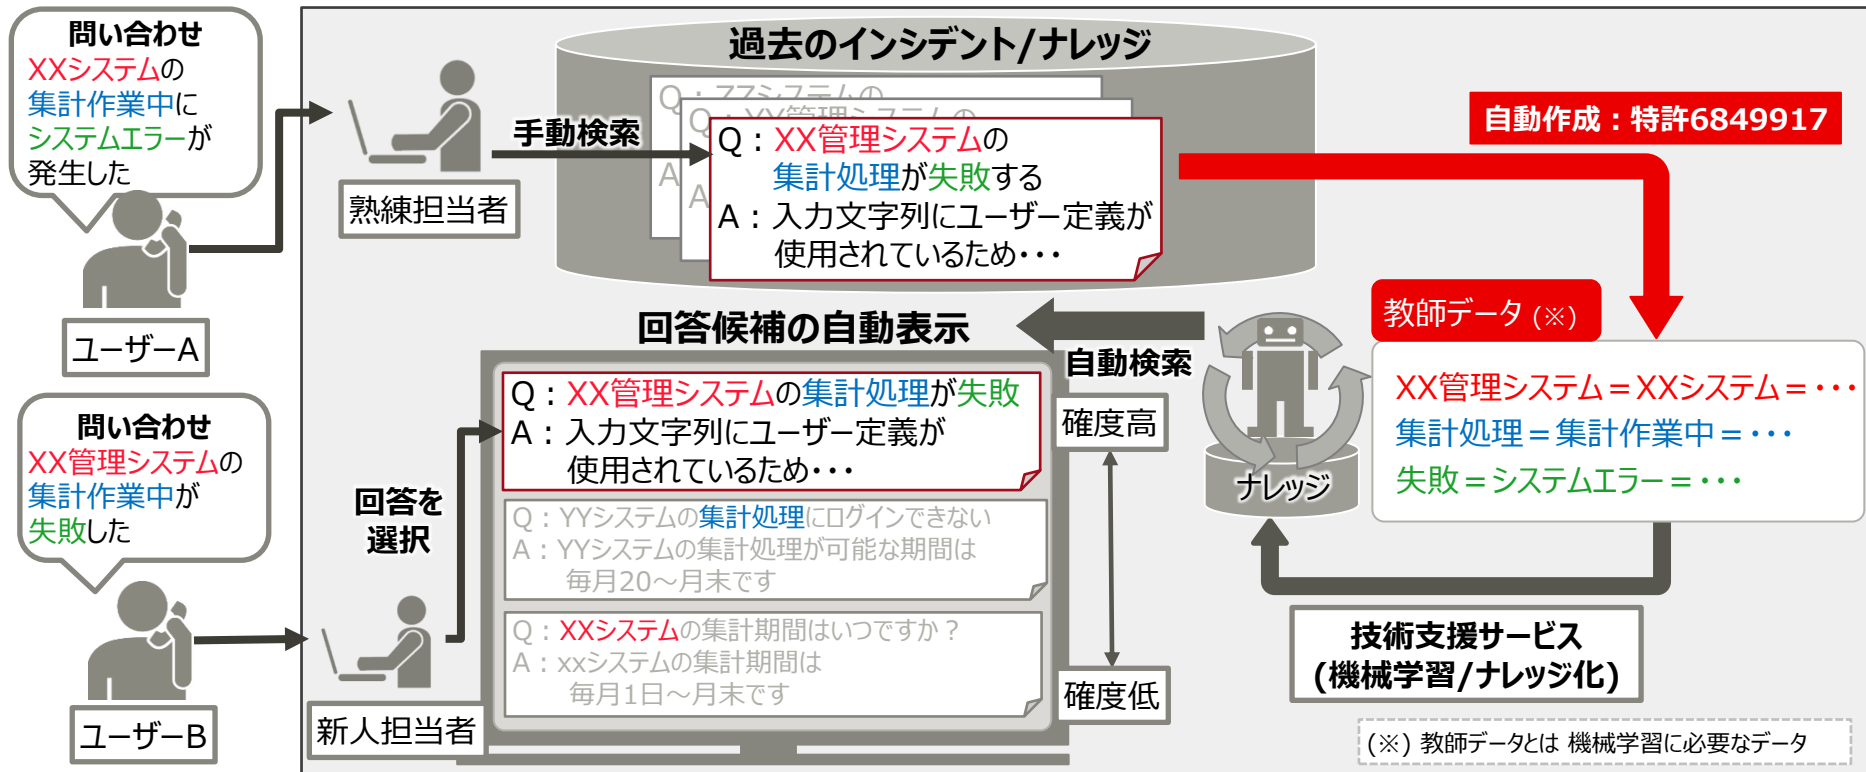 問い合わせ
XXシステムの
集計作業中に
システムエラーが
発生した
ユーザーA
熟練担当者
手動検索
過去のインシデント/ナレッジ
Q：ZZシステムの
A
Q：YY管理システムの
A
Q：XX管理システムの
集計処理が失敗する
A：入力文字列にユーザー定義が
使用されているため・・・
自動作成：特許6849917
教師データ (※)
XX管理システム＝XXシステム＝・・・
集計処理＝集計作業中＝・・・
失敗＝システムエラー＝・・・
ナレッジ
自動検索
回答候補の自動表示
問い合わせ
XX管理システムの
集計作業中が
失敗した
ユーザーB
新人担当者
回答を
選択
Q：XX管理システムの集計処理が失敗
A：入力文字列にユーザー定義が
使用されているため・・・
Q：YYシステムの集計処理にログインできない
A：YYシステムの集計処理が可能な期間は
毎月20～月末です
Q：XXシステムの集計期間はいつですか？
A：xxシステムの集計期間は
毎月1日～月末です
確度高
確度低
技術支援サービス
(機械学習/ナレッジ化)
(※) 教師データとは 機械学習に必要なデータ